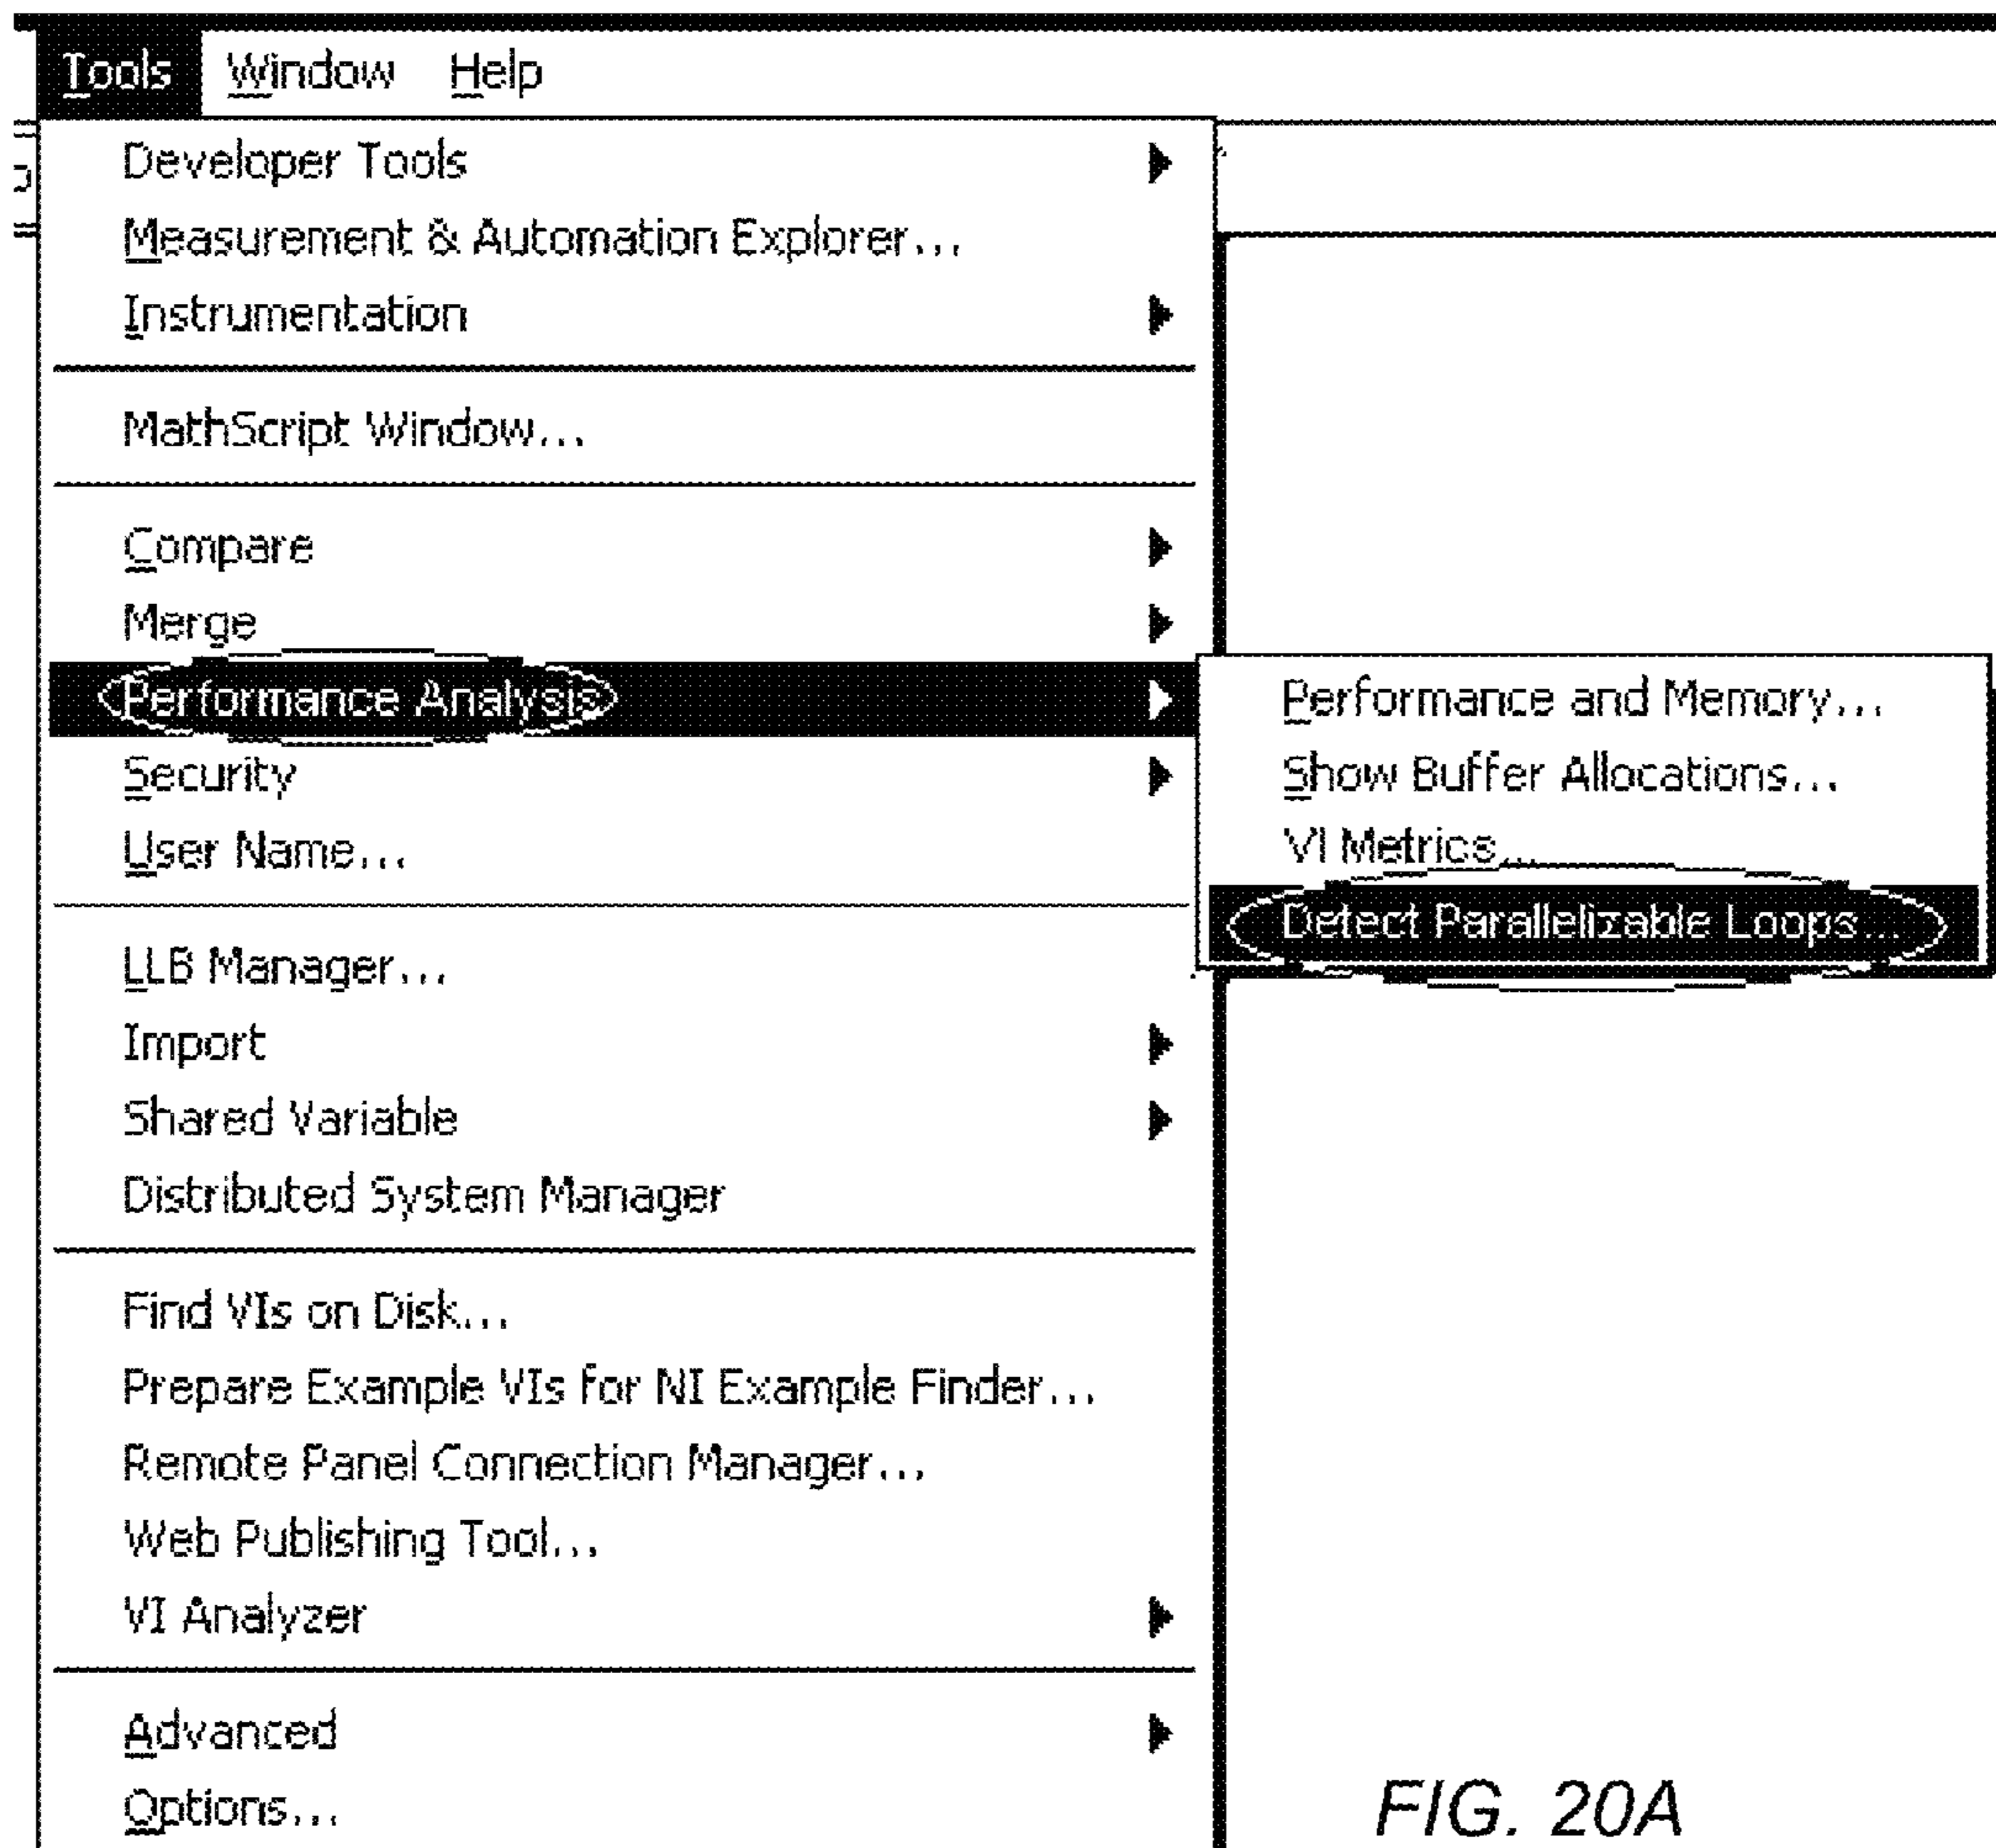 Tools Window Help
Developer Tools
Measurement & Automation Explorer...
Instrumentation
MathScript Window...
Compare
Merge
Performance Analysis
Performance and Memory...
Show Buffer Allocations...
VI Metrics...
Detect Parallelizable Loops...
Security
User Name...
LLB Manager...
Import
Shared Variable
Distributed System Manager
Find VIs on Disk...
Prepare Example VIs for NI Example Finder...
Remote Panel Connection Manager...
Web Publishing Tool...
VI Analyzer
Advanced
Options...
FIG. 20A